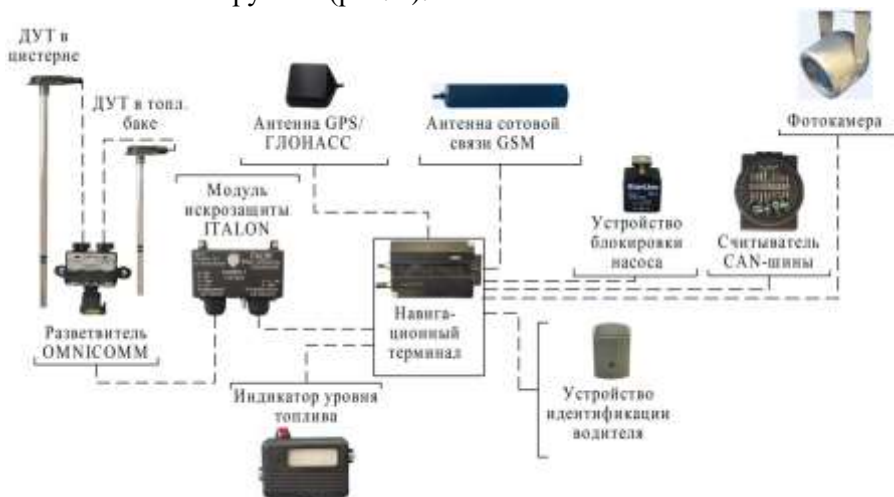 ДУТ в
цистерне
ДУТ в топл.
баке
Антенна GPS/
ГЛОНАСС
Антенна сотовой
связи GSM
Фотокамера
Модуль
искрозащиты
ITALON
Устройство
блокировки
насоса
Считыватель
CAN-шины
Разветвитель
OMNICOMM
Навига-
ционный
терминал
Индикатор уровня
топлива
Устройство
идентификации
водителя